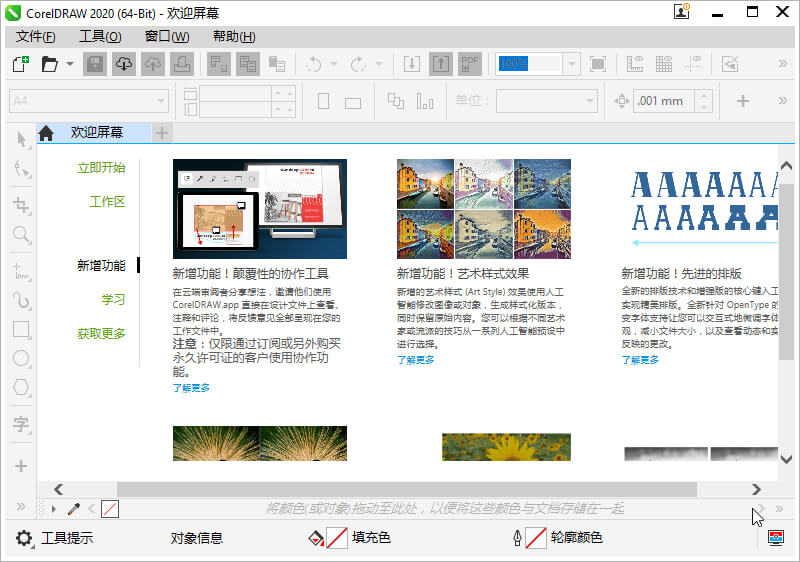 CorelDRAW 2020 (64-Bit) - 欢迎屏幕
文件(F) 工具(O) 窗口(W) 帮助(H)
PDF 100%
A4 单位: .001 mm
欢迎屏幕
立即开始
工作区
新增功能
学习
获取更多
新增功能！颠覆性的协作工具
在云端审阅者分享想法，邀请他们使用
CorelDRAW.app 直接在设计文件上查看、
注释和评论，将反馈意见全部呈现在您的
工作文件中。
注意：仅限通过订阅或另外购买
永久许可证的客户使用协作功
能。
了解更多
新增功能！艺术样式效果
新增的艺术样式 (Art Style) 效果使用人工
智能修改图像或对象，生成样式化版本，
同时保留原始内容。您可以根据不同艺术
家或流派的技巧从一系列人工智能预设中
进行选择。
了解更多
AAAAAAA
AAAAAA
新增功能！先进的排版
全新的排版技术和增强版的核心键入工
实现精美排版。全新针对 OpenType 的
变字体支持让您可以交互式地微调字体
观，减小文件大小，以及查看动态和实
反映的更改。
了解更多
字
将颜色(或对象)拖动至此处，以便将这些颜色与文档存储在一起
工具提示 对象信息 填充色 轮廓颜色